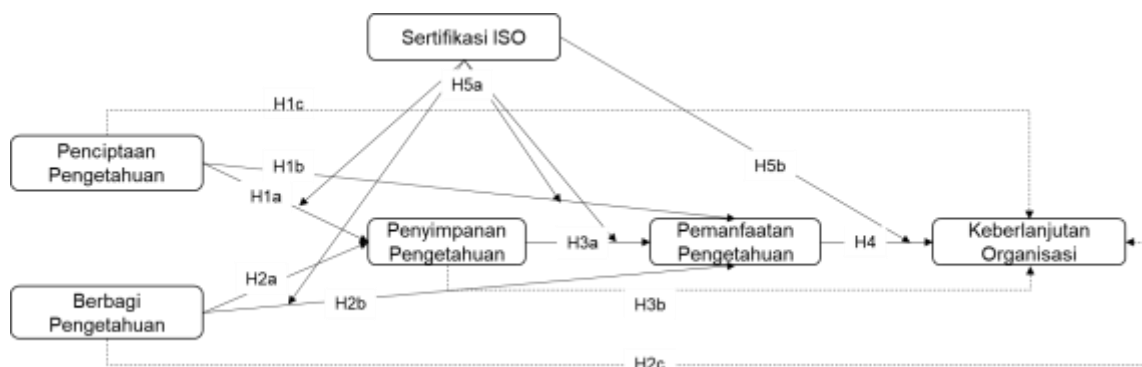 Sertifikasi ISO
H5a
H1c
Penciptaan
Pengetahuan
H1b
H1a
H5b
Penyimpanan
Pengetahuan
H3a
Pemanfaatan
Pengetahuan
H4
Keberlanjutan
Organisasi
H2a
Berbagi
Pengetahuan
H2b
H3b
H2c